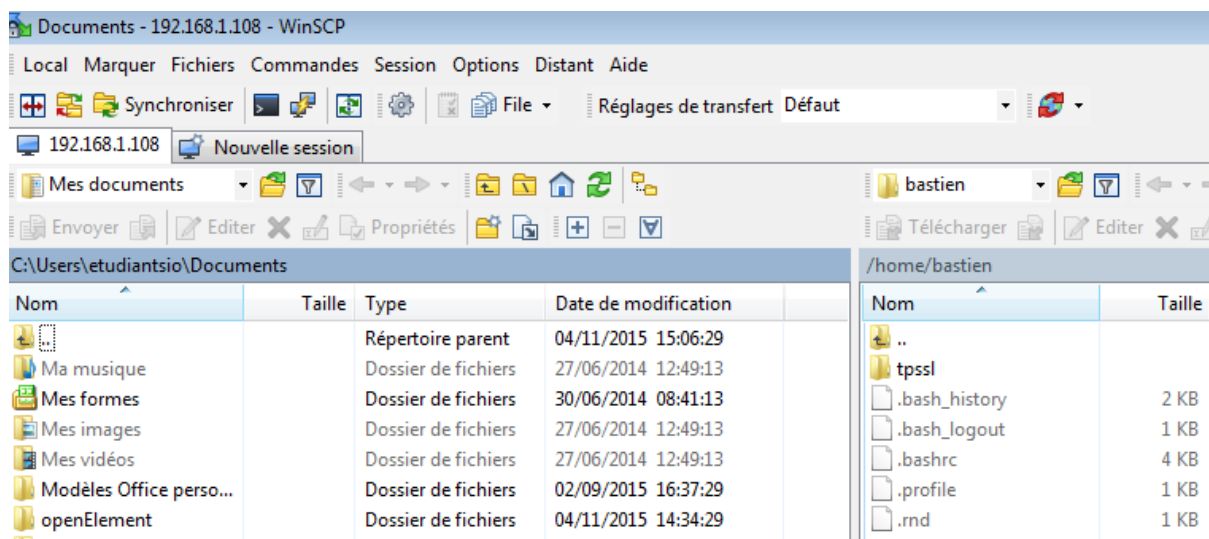 Documents - 192.168.1.108 - WinSCP
Local Marquer Fichiers Commandes Session Options Distant Aide
Synchroniser File Réglages de transfert Défaut
192.168.1.108 Nouvelle session
Mes documents bastien
Envoyer Editer Propriétés Télécharger Editer
C:\Users\etudiantsio\Documents /home/bastien
Nom Taille Type Date de modification Nom Taille
.. Répertoire parent 04/11/2015 15:06:29 ..
Ma musique Dossier de fichiers 27/06/2014 12:49:13 tpssl
Mes formes Dossier de fichiers 30/06/2014 08:41:13 .bash_history 2 KB
Mes images Dossier de fichiers 27/06/2014 12:49:13 .bash_logout 1 KB
Mes vidéos Dossier de fichiers 27/06/2014 12:49:13 .bashrc 4 KB
Modèles Office perso... Dossier de fichiers 02/09/2015 16:37:29 .profile 1 KB
openElement Dossier de fichiers 04/11/2015 14:34:29 .rnd 1 KB